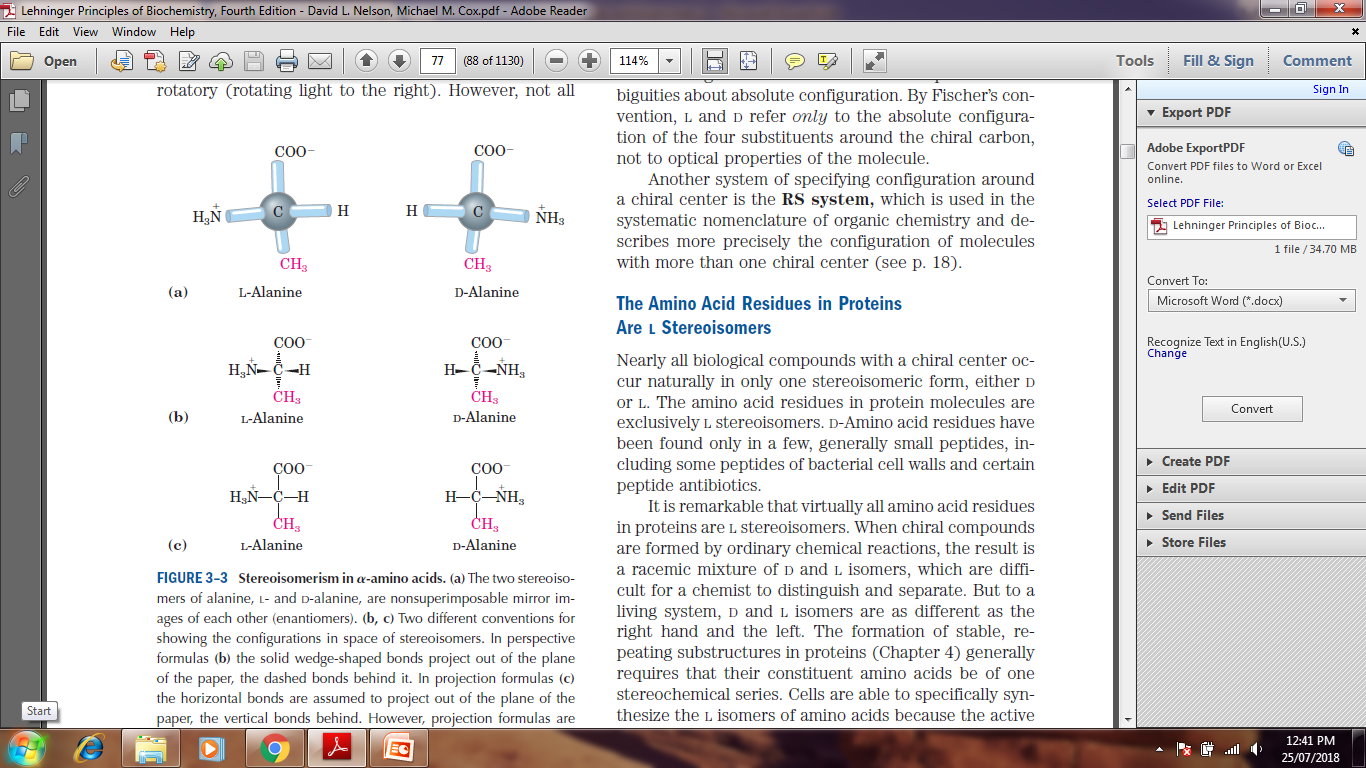 Lehninger Principles of Biochemistry, Fourth Edition - David L. Nelson, Michael M. Cox.pdf - Adobe Reader
File Edit View Window Help
Open 77 (88 of 1130) 114% Tools Fill & Sign Comment
rotatory (rotating light to the right). However, not all
COO⁻ COO⁻
H₃N⁺ C H H C N⁺H₃
CH₃ CH₃
(a) L-Alanine D-Alanine
COO⁻ COO⁻
H₃N⁺ C H H C N⁺H₃
CH₃ CH₃
(b) L-Alanine D-Alanine
COO⁻ COO⁻
H₃N⁺—C—H H—C—N⁺H₃
CH₃ CH₃
(c) L-Alanine D-Alanine
FIGURE 3–3 Stereoisomerism in α-amino acids. (a) The two stereoiso-
mers of alanine, L- and D-alanine, are nonsuperimposable mirror im-
ages of each other (enantiomers). (b, c) Two different conventions for
showing the configurations in space of stereoisomers. In perspective
formulas (b) the solid wedge-shaped bonds project out of the plane
of the paper, the dashed bonds behind it. In projection formulas (c)
the horizontal bonds are assumed to project out of the plane of the
paper, the vertical bonds behind. However, projection formulas are
biguities about absolute configuration. By Fischer's con-
vention, L and D refer only to the absolute configura-
tion of the four substituents around the chiral carbon,
not to optical properties of the molecule.
Another system of specifying configuration around
a chiral center is the RS system, which is used in the
systematic nomenclature of organic chemistry and de-
scribes more precisely the configuration of molecules
with more than one chiral center (see p. 18).
The Amino Acid Residues in Proteins
Are L Stereoisomers
Nearly all biological compounds with a chiral center oc-
cur naturally in only one stereoisomeric form, either D
or L. The amino acid residues in protein molecules are
exclusively L stereoisomers. D-Amino acid residues have
been found only in a few, generally small peptides, in-
cluding some peptides of bacterial cell walls and certain
peptide antibiotics.
It is remarkable that virtually all amino acid residues
in proteins are L stereoisomers. When chiral compounds
are formed by ordinary chemical reactions, the result is
a racemic mixture of D and L isomers, which are diffi-
cult for a chemist to distinguish and separate. But to a
living system, D and L isomers are as different as the
right hand and the left. The formation of stable, re-
peating substructures in proteins (Chapter 4) generally
requires that their constituent amino acids be of one
stereochemical series. Cells are able to specifically syn-
thesize the L isomers of amino acids because the active
Sign In
Export PDF
Adobe ExportPDF
Convert PDF files to Word or Excel
online.
Select PDF File:
Lehninger Principles of Bioc...
1 file / 34.70 MB
Convert To:
Microsoft Word (*.docx)
Recognize Text in English(U.S.)
Change
Convert
Create PDF
Edit PDF
Send Files
Store Files
Start
12:41 PM
25/07/2018